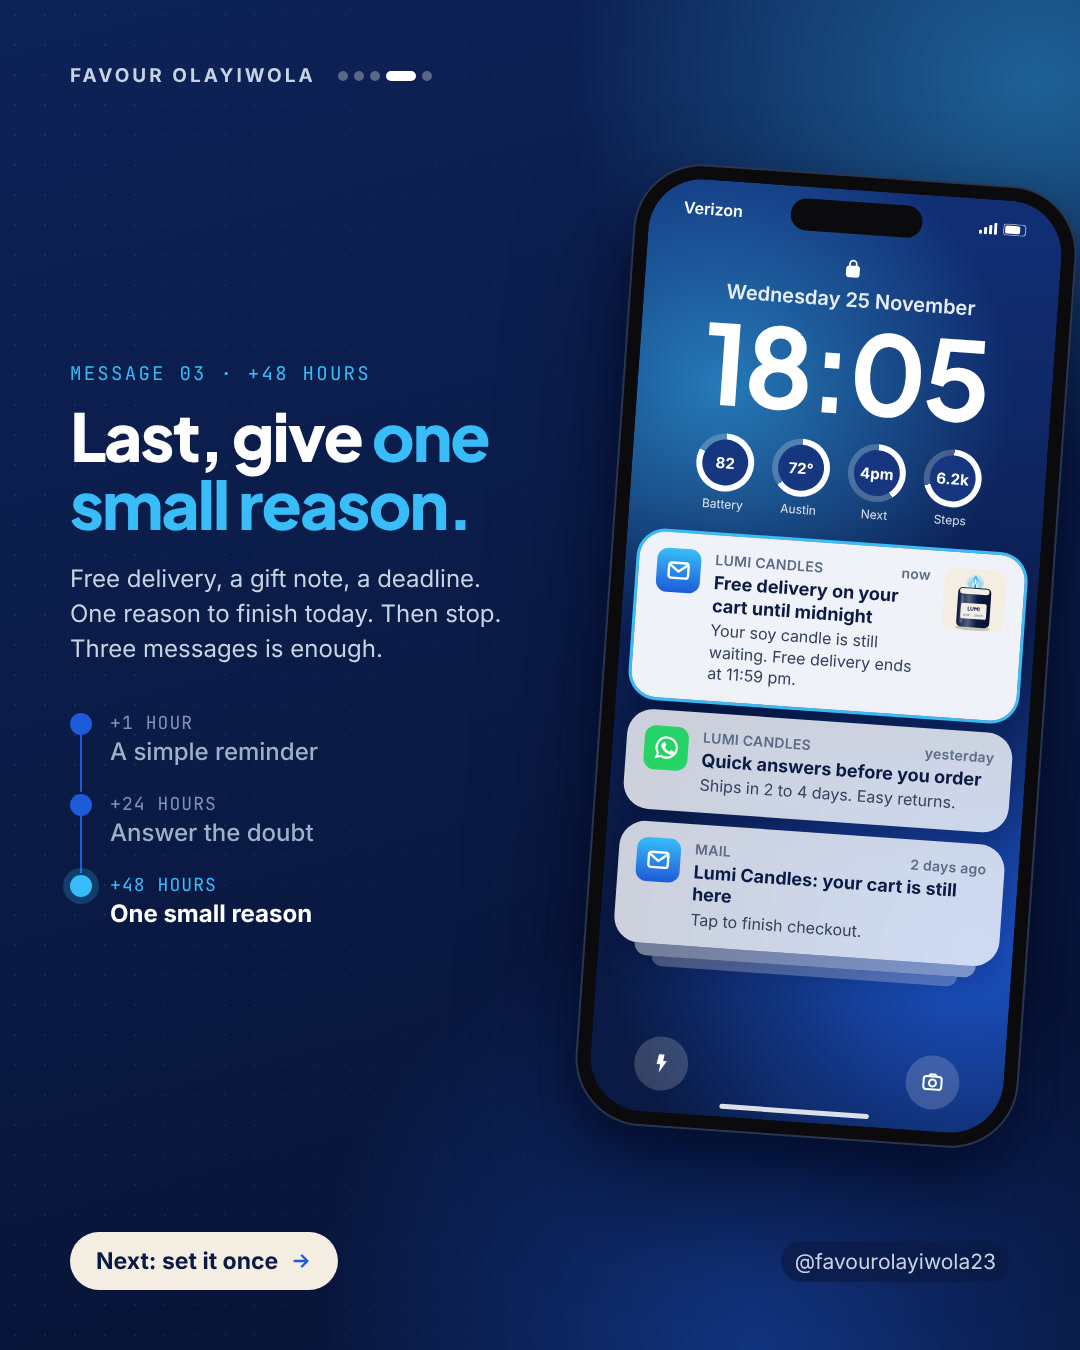 FAVOUR OLAYIWOLA
MESSAGE 03 · +48 HOURS
Last, give one
small reason.
Free delivery, a gift note, a deadline.
One reason to finish today. Then stop.
Three messages is enough.
+1 HOUR
A simple reminder
+24 HOURS
Answer the doubt
+48 HOURS
One small reason
Verizon
Wednesday 25 November
18:05
82
72°
4pm
6.2k
Battery
Austin
Next
Steps
LUMI CANDLES
now
Free delivery on your
cart until midnight
Your soy candle is still
waiting. Free delivery ends
at 11:59 pm.
LUMI
LUMI CANDLES
yesterday
Quick answers before you order
Ships in 2 to 4 days. Easy returns.
MAIL
2 days ago
Lumi Candles: your cart is still
here
Tap to finish checkout.
Next: set it once →
@favourolayiwola23